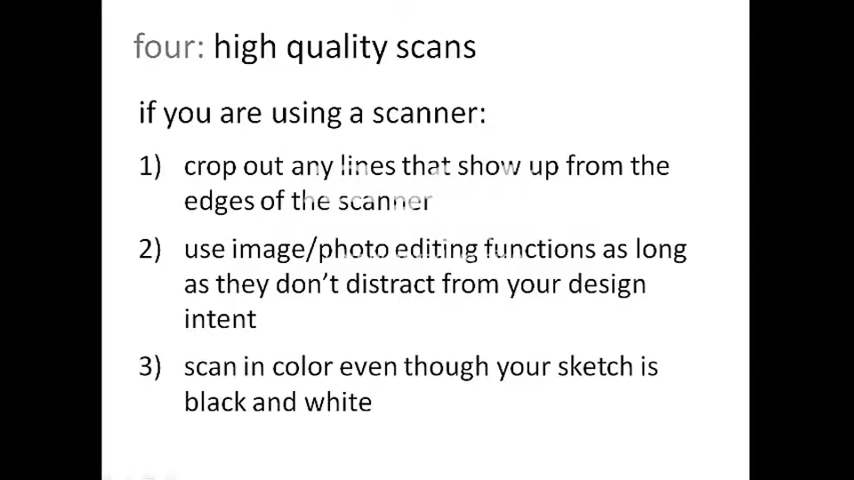 four: high quality scans
if you are using a scanner:
1) crop out any lines that show up from the
edges of the scanner
2) use image/photo editing functions as long
as they don’t distract from your design
intent
3) scan in color even though your sketch is
black and white